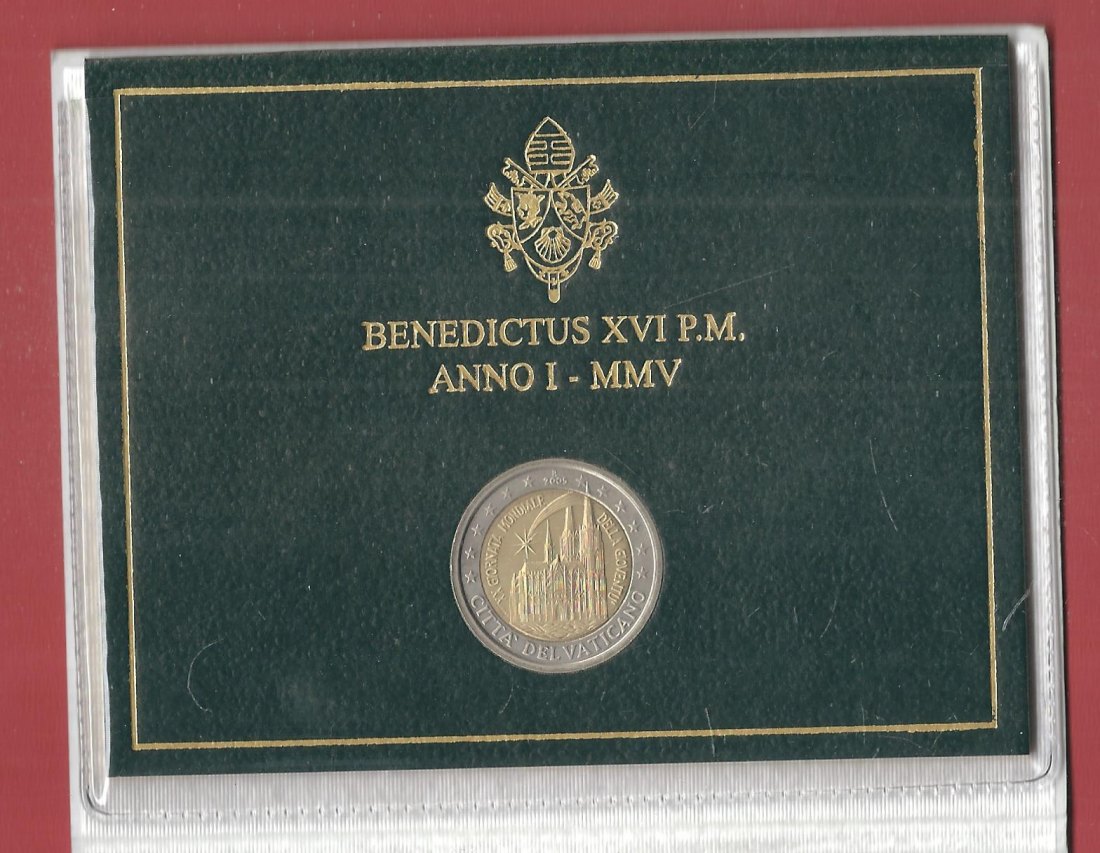 BENEDICTUS XVI P.M.
ANNO I - MMV
R
2005
XX GIORNATA MONDIALE DELLA GIOVENTU'
CITTA' DEL VATICANO